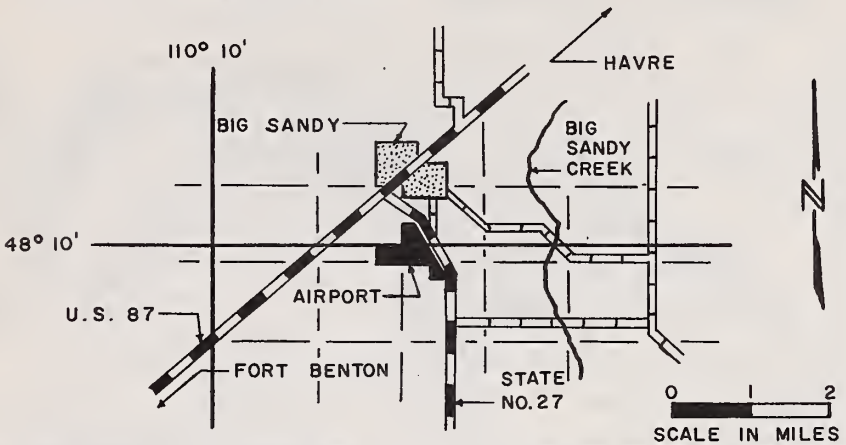 110° 10'
HAVRE
BIG SANDY
BIG
SANDY
CREEK
N
48° 10'
AIRPORT
U.S. 87
FORT BENTON
STATE
NO. 27
0 1 2
SCALE IN MILES